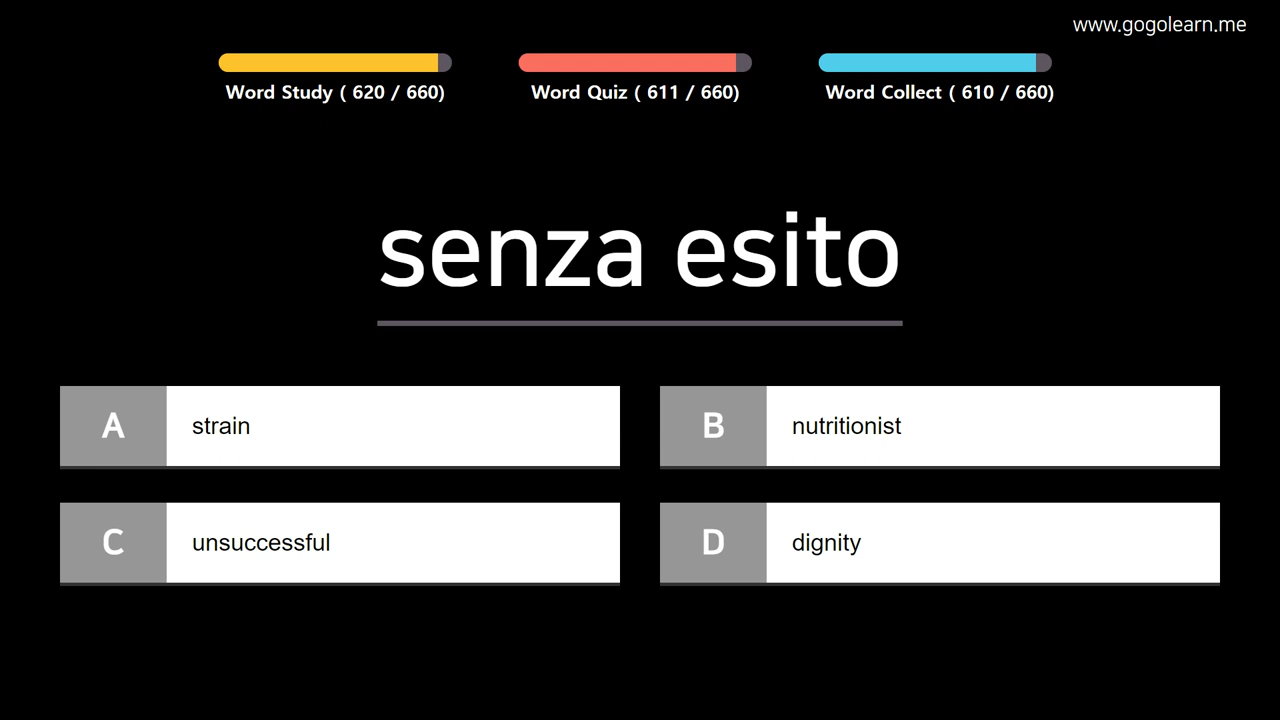 www.gogolearn.me
Word Study ( 620 / 660)
Word Quiz ( 611 / 660)
Word Collect ( 610 / 660)
senza esito
A
strain
B
nutritionist
C
unsuccessful
D
dignity